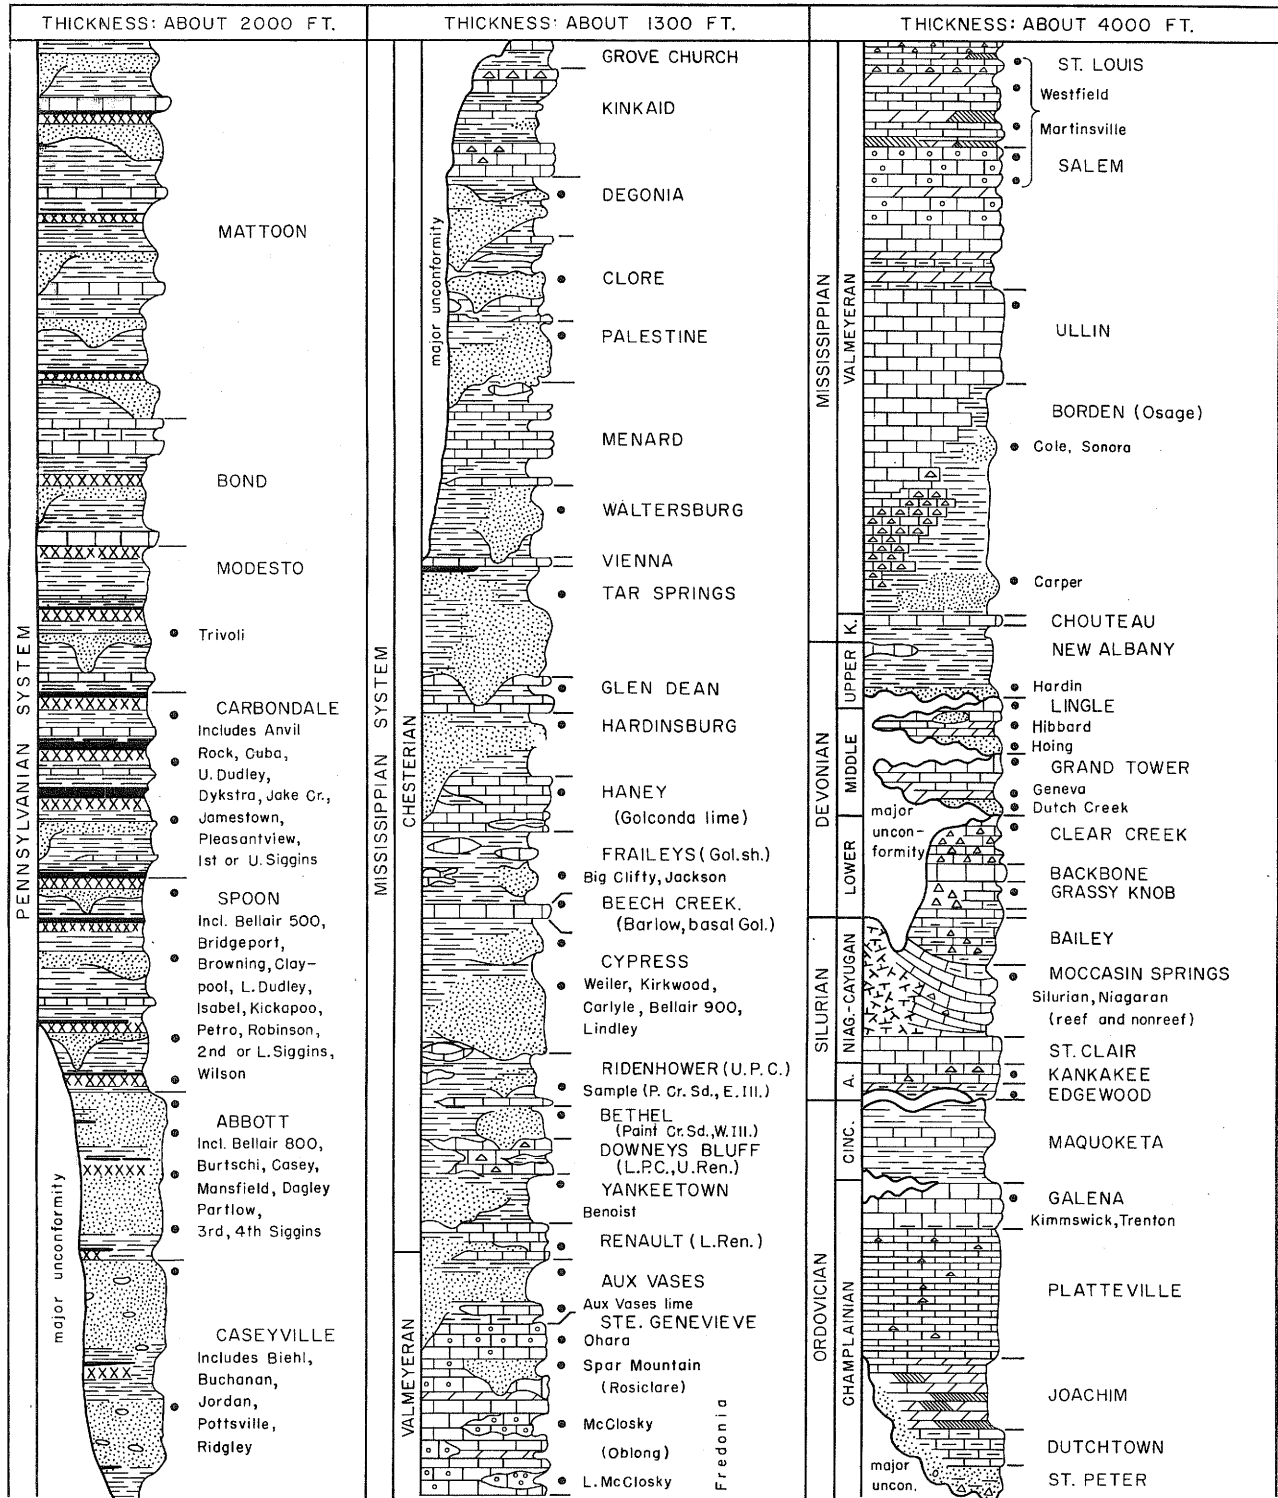 THICKNESS: ABOUT 2000 FT.
PENNSYLVANIAN SYSTEM
MATTOON
BOND
MODESTO
Trivoli
CARBONDALE
Includes Anvil
Rock, Cuba,
U. Dudley,
Dykstra, Jake Cr.,
Jamestown,
Pleasantview,
1st or U. Siggins
SPOON
Incl. Bellair 500,
Bridgeport,
Browning, Clay-
pool, L. Dudley,
Isabel, Kickapoo,
Petro, Robinson,
2nd or L. Siggins,
Wilson
ABBOTT
Incl. Bellair 800,
Burtschi, Casey,
Mansfield, Dagley
Partlow,
3rd, 4th Siggins
major unconformity
CASEYVILLE
Includes Biehl,
Buchanan,
Jordan,
Pottsville,
Ridgley
THICKNESS: ABOUT 1300 FT.
MISSISSIPPIAN SYSTEM
CHESTERIAN
major unconformity
GROVE CHURCH
KINKAID
DEGONIA
CLORE
PALESTINE
MENARD
WALTERSBURG
VIENNA
TAR SPRINGS
GLEN DEAN
HARDINSBURG
HANEY
(Golconda lime)
FRAILEYS (Gol. sh.)
Big Clifty, Jackson
BEECH CREEK.
(Barlow, basal Gol.)
CYPRESS
Weiler, Kirkwood,
Carlyle, Bellair 900,
Lindley
RIDENHOWER (U.P.C.)
Sample (P. Cr. Sd., E. Ill.)
BETHEL
(Paint Cr. Sd., W. Ill.)
DOWNEYS BLUFF
(L.P.C., U. Ren.)
YANKEETOWN
Benoist
RENAULT (L. Ren.)
VALMEYERAN
AUX VASES
Aux Vases lime
STE. GENEVIEVE
Ohara
Spar Mountain
(Rosiclare)
McClosky
(Oblong)
L. McClosky
Fredonia
THICKNESS: ABOUT 4000 FT.
MISSISSIPPIAN
VALMEYERAN
ST. LOUIS
Westfield
Martinsville
SALEM
ULLIN
BORDEN (Osage)
Cole, Sonora
Carper
K.
CHOUTEAU
DEVONIAN
UPPER
NEW ALBANY
Hardin
MIDDLE
LINGLE
Hibbard
Hoing
GRAND TOWER
Geneva
Dutch Creek
LOWER
major
uncon-
formity
CLEAR CREEK
BACKBONE
GRASSY KNOB
BAILEY
SILURIAN
NIAG.-CAYUGAN
MOCCASIN SPRINGS
Silurian, Niagaran
(reef and nonreef)
ST. CLAIR
A.
KANKAKEE
EDGEWOOD
ORDOVICIAN
CINC.
MAQUOKETA
CHAMPLAINIAN
GALENA
Kimmswick, Trenton
PLATTEVILLE
JOACHIM
DUTCHTOWN
major
uncon.
ST. PETER